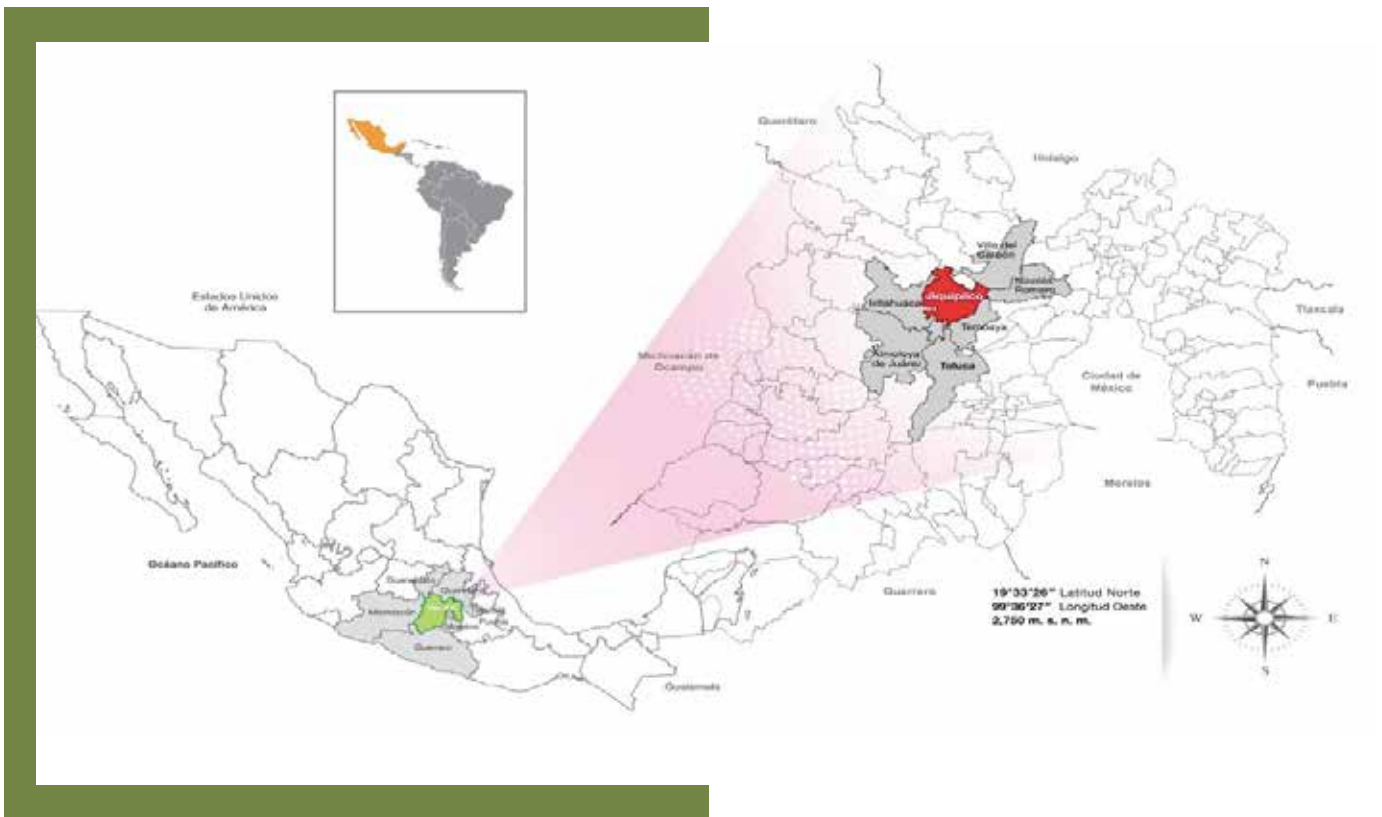 Querétaro
Hidalgo
Villa del
Carbón
Nicolás
Romero
Jiquipilco
Ixtlahuaca
Temoaya
Tlaxcala
Estados Unidos
de América
Michoacán de
Ocampo
Almoloya
de Juárez
Toluca
Ciudad de
México
Puebla
Morelos
Océano Pacífico
Guanajuato
Querétaro
Michoacán
Puebla
Morelos
Guerrero
Guatemala
Guerrero
19°33'26" Latitud Norte
99°36'27" Longitud Oeste
2,750 m. s. n. m.
N
W
E
S